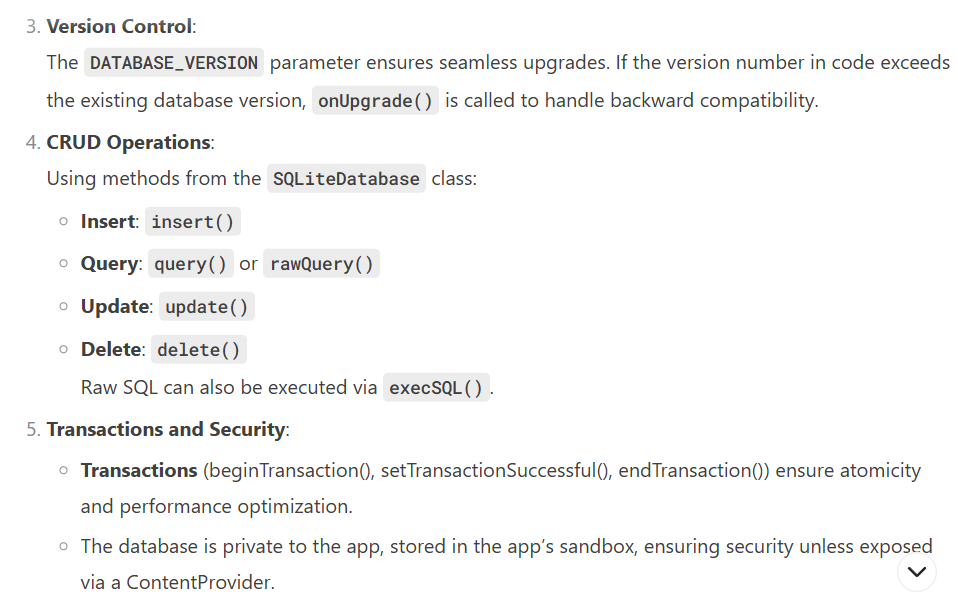 3. Version Control:
The DATABASE_VERSION parameter ensures seamless upgrades. If the version number in code exceeds
the existing database version, onUpgrade() is called to handle backward compatibility.
4. CRUD Operations:
Using methods from the SQLiteDatabase class:
Insert: insert()
Query: query() or rawQuery()
Update: update()
Delete: delete()
Raw SQL can also be executed via execSQL().
5. Transactions and Security:
Transactions (beginTransaction(), setTransactionSuccessful(), endTransaction()) ensure atomicity
and performance optimization.
The database is private to the app, stored in the app’s sandbox, ensuring security unless exposed
via a ContentProvider.